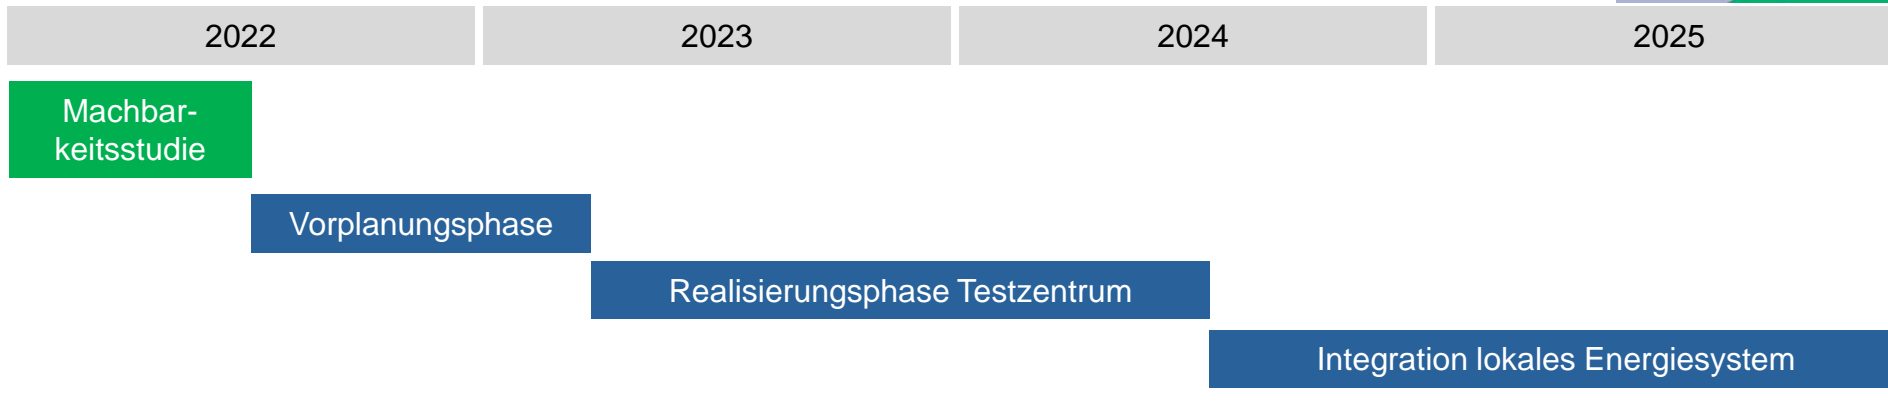 2022 2023 2024 2025
Machbar-
keitsstudie
Vorplanungsphase
Realisierungsphase Testzentrum
Integration lokales Energiesystem